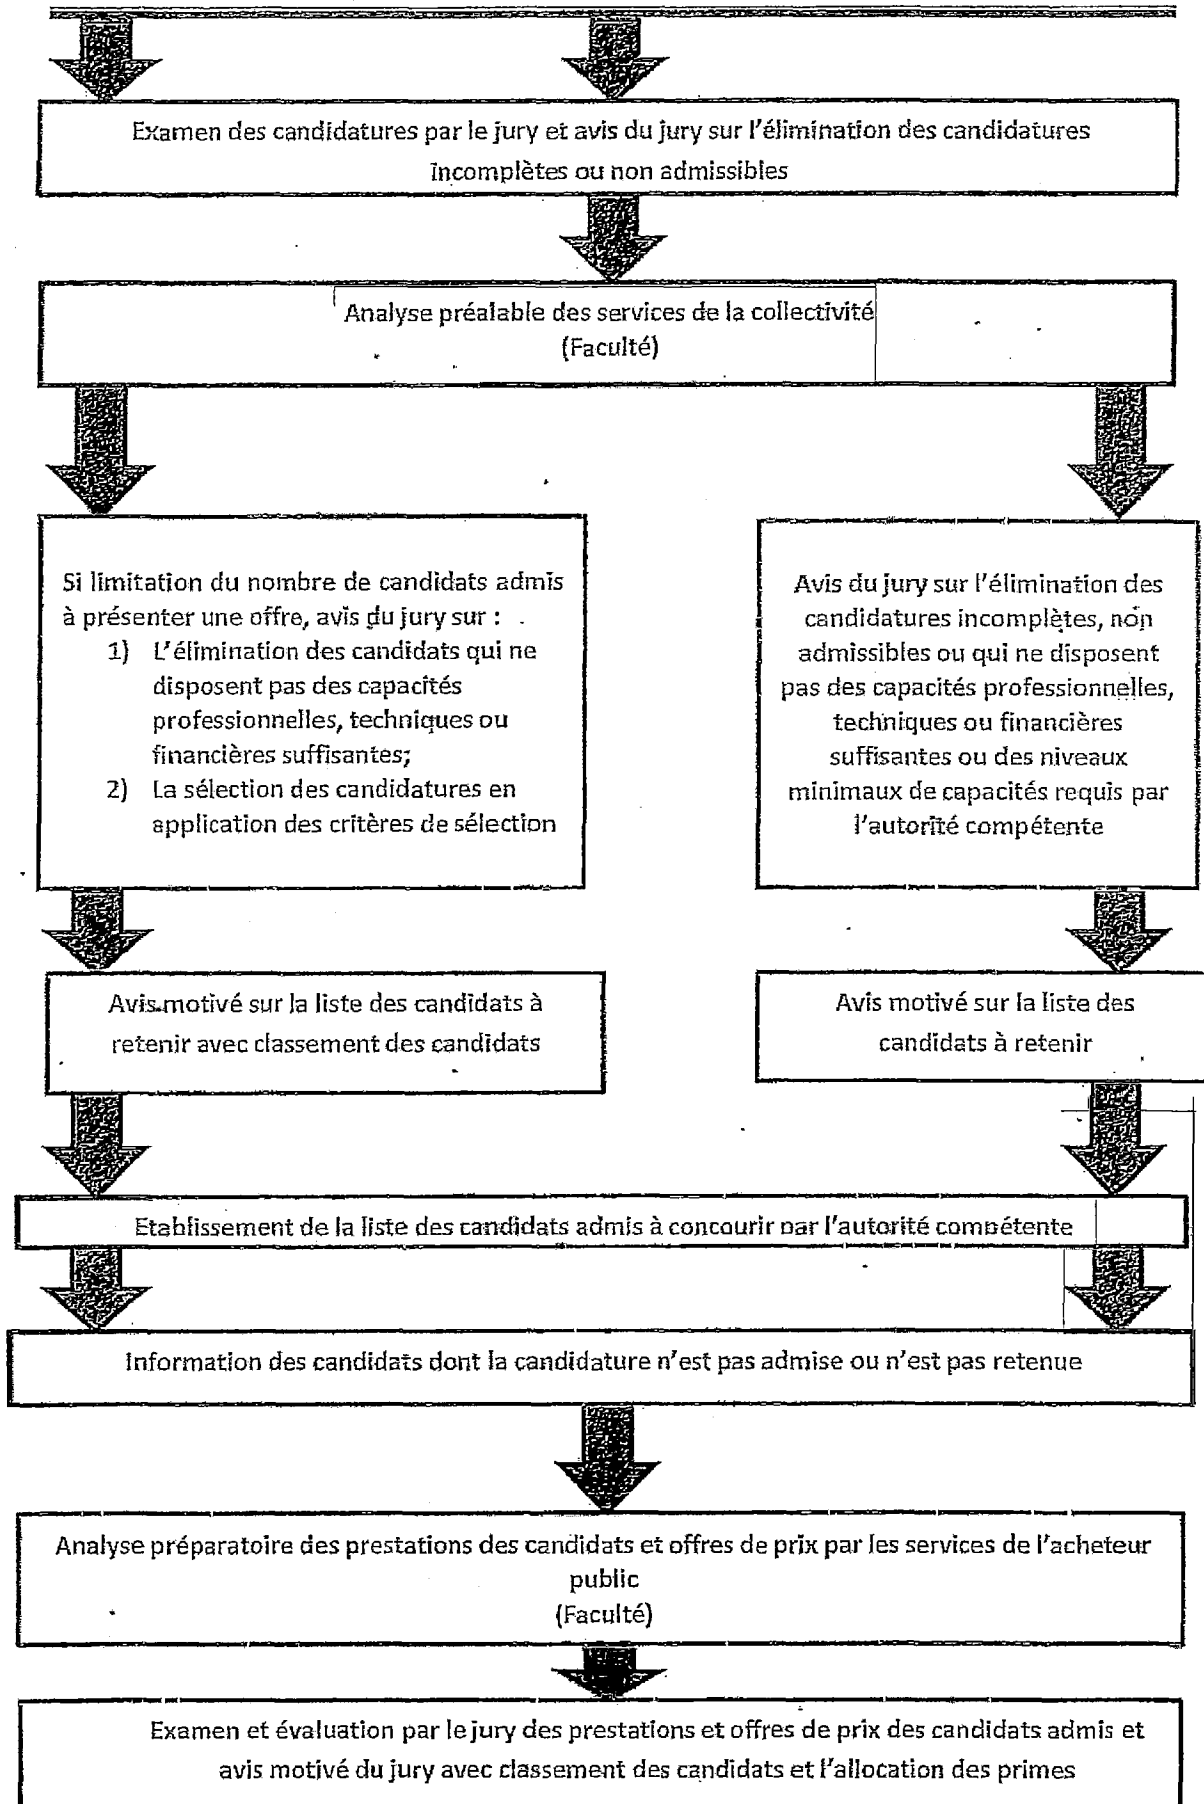 Examen des candidatures par le jury et avis du jury sur l'élimination des candidatures
incomplètes ou non admissibles
Analyse préalable des services de la collectivité
(Faculté)
Si limitation du nombre de candidats admis
à présenter une offre, avis du jury sur :
1) L'élimination des candidats qui ne
disposent pas des capacités
professionnelles, techniques ou
financières suffisantes;
2) La sélection des candidatures en
application des critères de sélection
Avis du jury sur l'élimination des
candidatures incomplètes, non
admissibles ou qui ne disposent
pas des capacités professionnelles,
techniques ou financières
suffisantes ou des niveaux
minimaux de capacités requis par
l'autorité compétente
Avis motivé sur la liste des candidats à
retenir avec classement des candidats
Avis motivé sur la liste des
candidats à retenir
Etablissement de la liste des candidats admis à concourir par l'autorité compétente
Information des candidats dont la candidature n'est pas admise ou n'est pas retenue
Analyse préparatoire des prestations des candidats et offres de prix par les services de l'acheteur
public
(Faculté)
Examen et évaluation par le jury des prestations et offres de prix des candidats admis et
avis motivé du jury avec classement des candidats et l'allocation des primes